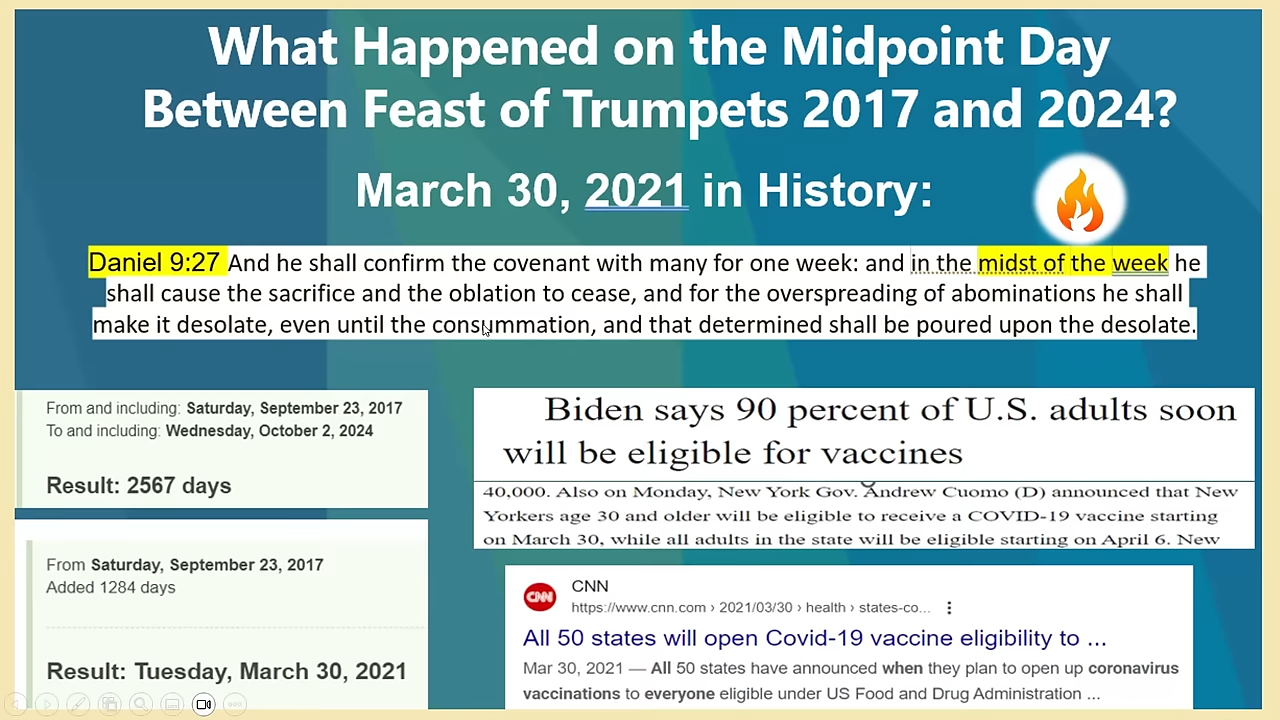 What Happened on the Midpoint Day
Between Feast of Trumpets 2017 and 2024?
March 30, 2021 in History:
Daniel 9:27 And he shall confirm the covenant with many for one week: and in the midst of the week he
shall cause the sacrifice and the oblation to cease, and for the overspreading of abominations he shall
make it desolate, even until the consummation, and that determined shall be poured upon the desolate.
From and including: Saturday, September 23, 2017
To and including: Wednesday, October 2, 2024
Result: 2567 days
From Saturday, September 23, 2017
Added 1284 days
Result: Tuesday, March 30, 2021
Biden says 90 percent of U.S. adults soon
will be eligible for vaccines
40,000. Also on Monday, New York Gov. Andrew Cuomo (D) announced that New
Yorkers age 30 and older will be eligible to receive a COVID-19 vaccine starting
on March 30, while all adults in the state will be eligible starting on April 6. New
CNN
CNN
https://www.cnn.com › 2021/03/30 › health › states-co...
All 50 states will open Covid-19 vaccine eligibility to ...
Mar 30, 2021 — All 50 states have announced when they plan to open up coronavirus
vaccinations to everyone eligible under US Food and Drug Administration ...